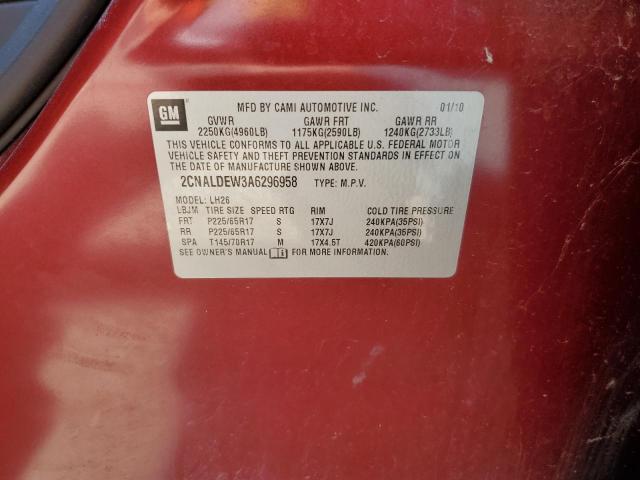 GM
MFD BY CAMI AUTOMOTIVE INC. 01/10
GVWR GAWR FRT GAWR RR
2250KG(4960LB) 1175KG(2590LB) 1240KG(2733LB)
THIS VEHICLE CONFORMS TO ALL APPLICABLE U.S. FEDERAL MOTOR
VEHICLE SAFETY AND THEFT PREVENTION STANDARDS IN EFFECT ON
THE DATE OF MANUFACTURE SHOWN ABOVE.
2CNALDEW3A6296958 TYPE: M.P.V.
MODEL: LH26
LBJM TIRE SIZE SPEED RTG RIM COLD TIRE PRESSURE
FRT P225/65R17 S 17X7J 240KPA(35PSI)
RR P225/65R17 S 17X7J 240KPA(35PSI)
SPA T145/70R17 M 17X4.5T 420KPA(60PSI)
SEE OWNER'S MANUAL FOR MORE INFORMATION.